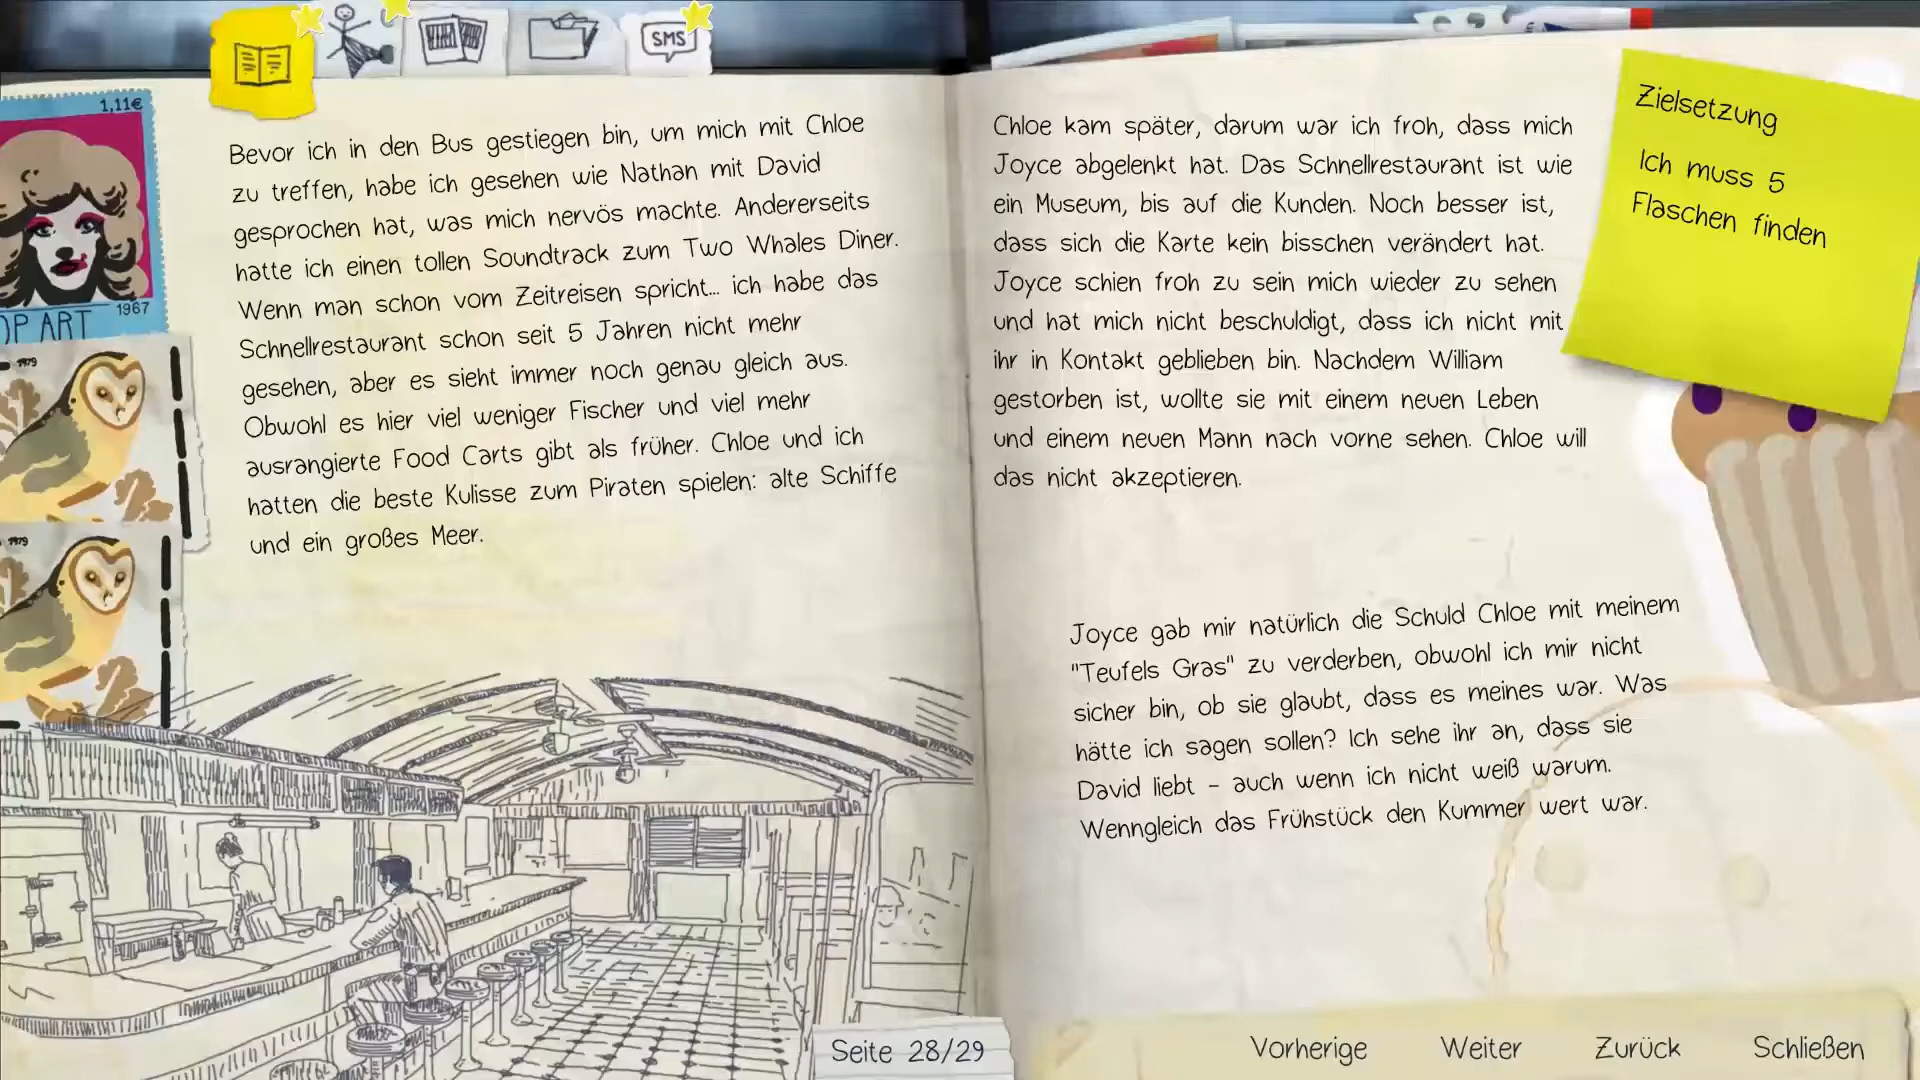 SMS
1,11€
1967
OP ART
1979
1979
Bevor ich in den Bus gestiegen bin, um mich mit Chloe
zu treffen, habe ich gesehen wie Nathan mit David
gesprochen hat, was mich nervös machte. Andererseits
hatte ich einen tollen Soundtrack zum Two Whales Diner.
Wenn man schon vom Zeitreisen spricht... ich habe das
Schnellrestaurant schon seit 5 Jahren nicht mehr
gesehen, aber es sieht immer noch genau gleich aus.
Obwohl es hier viel weniger Fischer und viel mehr
ausrangierte Food Carts gibt als früher. Chloe und ich
hatten die beste Kulisse zum Piraten spielen: alte Schiffe
und ein großes Meer.
Chloe kam später, darum war ich froh, dass mich
Joyce abgelenkt hat. Das Schnellrestaurant ist wie
ein Museum, bis auf die Kunden. Noch besser ist,
dass sich die Karte kein bisschen verändert hat.
Joyce schien froh zu sein mich wieder zu sehen
und hat mich nicht beschuldigt, dass ich nicht mit
ihr in Kontakt geblieben bin. Nachdem William
gestorben ist, wollte sie mit einem neuen Leben
und einem neuen Mann nach vorne sehen. Chloe will
das nicht akzeptieren.
Joyce gab mir natürlich die Schuld Chloe mit meinem
"Teufels Gras" zu verderben, obwohl ich mir nicht
sicher bin, ob sie glaubt, dass es meines war. Was
hätte ich sagen sollen? Ich sehe ihr an, dass sie
David liebt - auch wenn ich nicht weiß warum.
Wenngleich das Frühstück den Kummer wert war.
Zielsetzung
Ich muss 5
Flaschen finden
Seite 28/29
Vorherige
Weiter
Zurück
Schließen